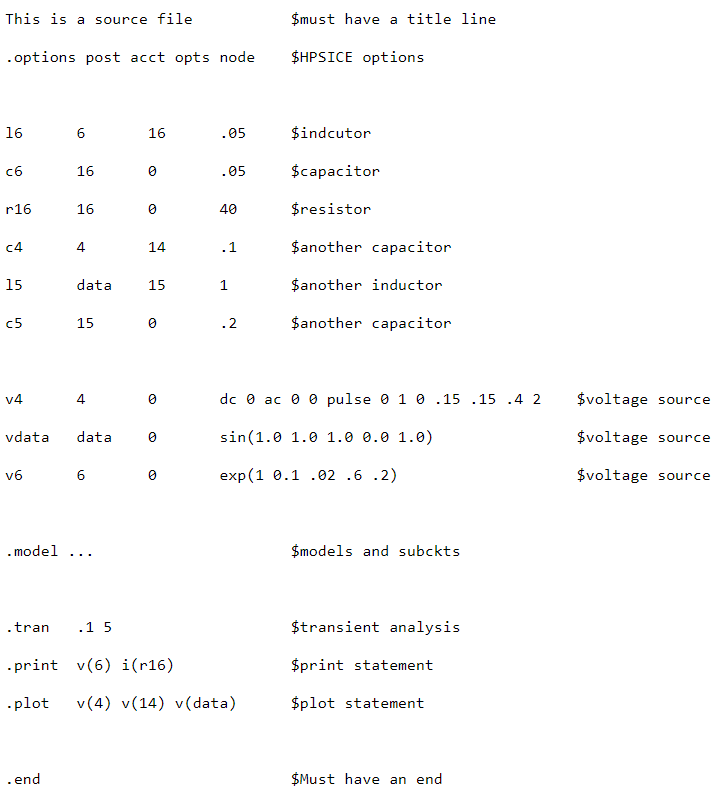 This is a source file $must have a title line
.options post acct opts node $HPSICE options
l6 6 16 .05 $indcutor
c6 16 0 .05 $capacitor
r16 16 0 40 $resistor
c4 4 14 .1 $another capacitor
l5 data 15 1 $another inductor
c5 15 0 .2 $another capacitor
v4 4 0 dc 0 ac 0 0 pulse 0 1 0 .15 .15 .4 2 $voltage source
vdata data 0 sin(1.0 1.0 1.0 0.0 1.0) $voltage source
v6 6 0 exp(1 0.1 .02 .6 .2) $voltage source
.model ... $models and subckts
.tran .1 5 $transient analysis
.print v(6) i(r16) $print statement
.plot v(4) v(14) v(data) $plot statement
.end $Must have an end